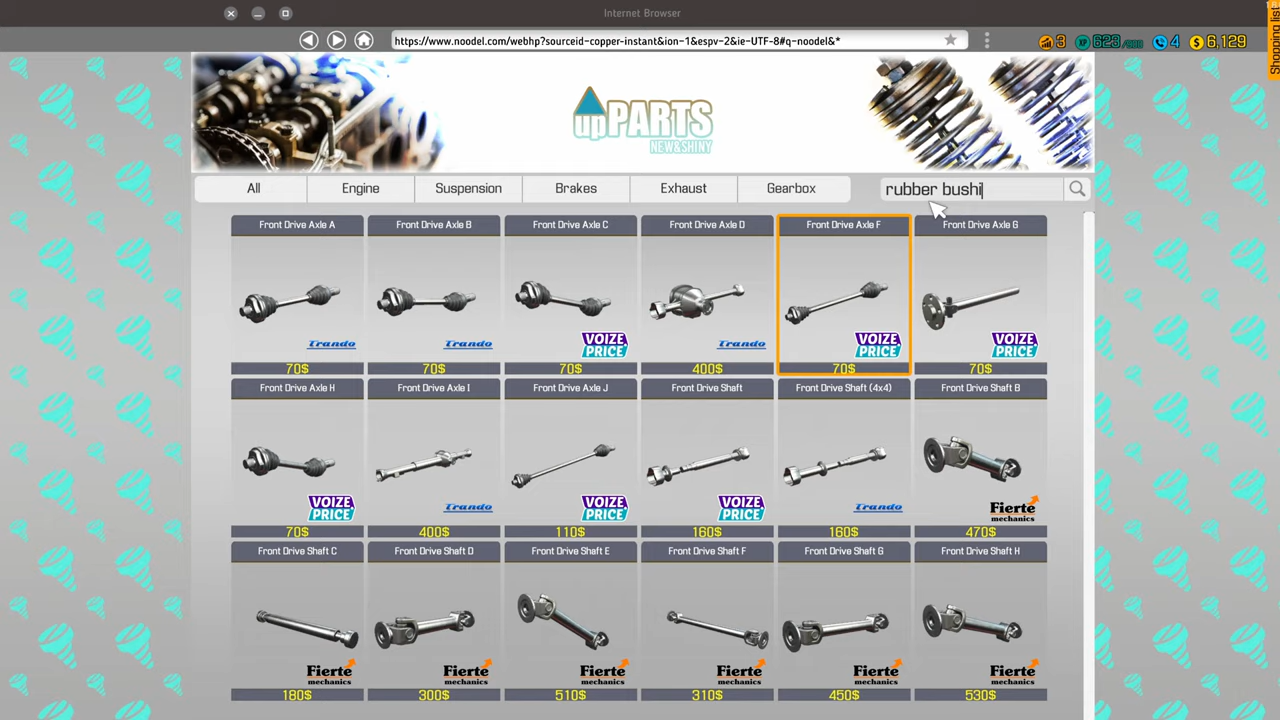 Internet Browser
https://www.noodel.com/webhp?sourceid-copper-instant&ion-1&espv-2&ie-UTF-8#q-noodel&*
3
4
$ 6,129
Shopping list
upPARTS
NEW&SHINY
All Engine Suspension Brakes Exhaust Gearbox rubber bushi
Front Drive Axle A Front Drive Axle B Front Drive Axle C Front Drive Axle D Front Drive Axle F Front Drive Axle G
Trando Trando VOIZE PRICE Trando VOIZE PRICE VOIZE PRICE
70$ 70$ 70$ 400$ 70$ 70$
Front Drive Axle H Front Drive Axle I Front Drive Axle J Front Drive Shaft Front Drive Shaft (4x4) Front Drive Shaft B
VOIZE PRICE Trando VOIZE PRICE VOIZE PRICE Trando Fierte mechanics
70$ 400$ 110$ 160$ 160$ 470$
Front Drive Shaft C Front Drive Shaft D Front Drive Shaft E Front Drive Shaft F Front Drive Shaft G Front Drive Shaft H
Fierte mechanics Fierte mechanics Fierte mechanics Fierte mechanics Fierte mechanics Fierte mechanics
180$ 300$ 510$ 310$ 450$ 530$